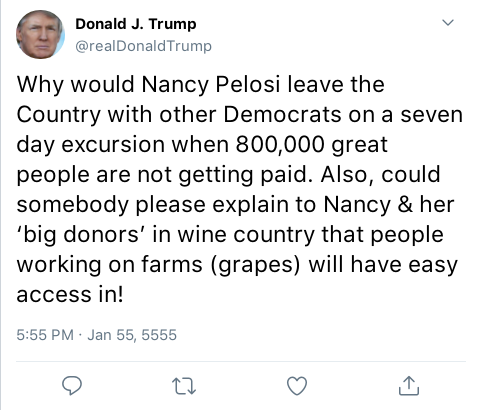 Donald J. Trump
@realDonaldTrump
Why would Nancy Pelosi leave the
Country with other Democrats on a seven
day excursion when 800,000 great
people are not getting paid. Also, could
somebody please explain to Nancy & her
‘big donors’ in wine country that people
working on farms (grapes) will have easy
access in!
5:55 PM · Jan 55, 5555